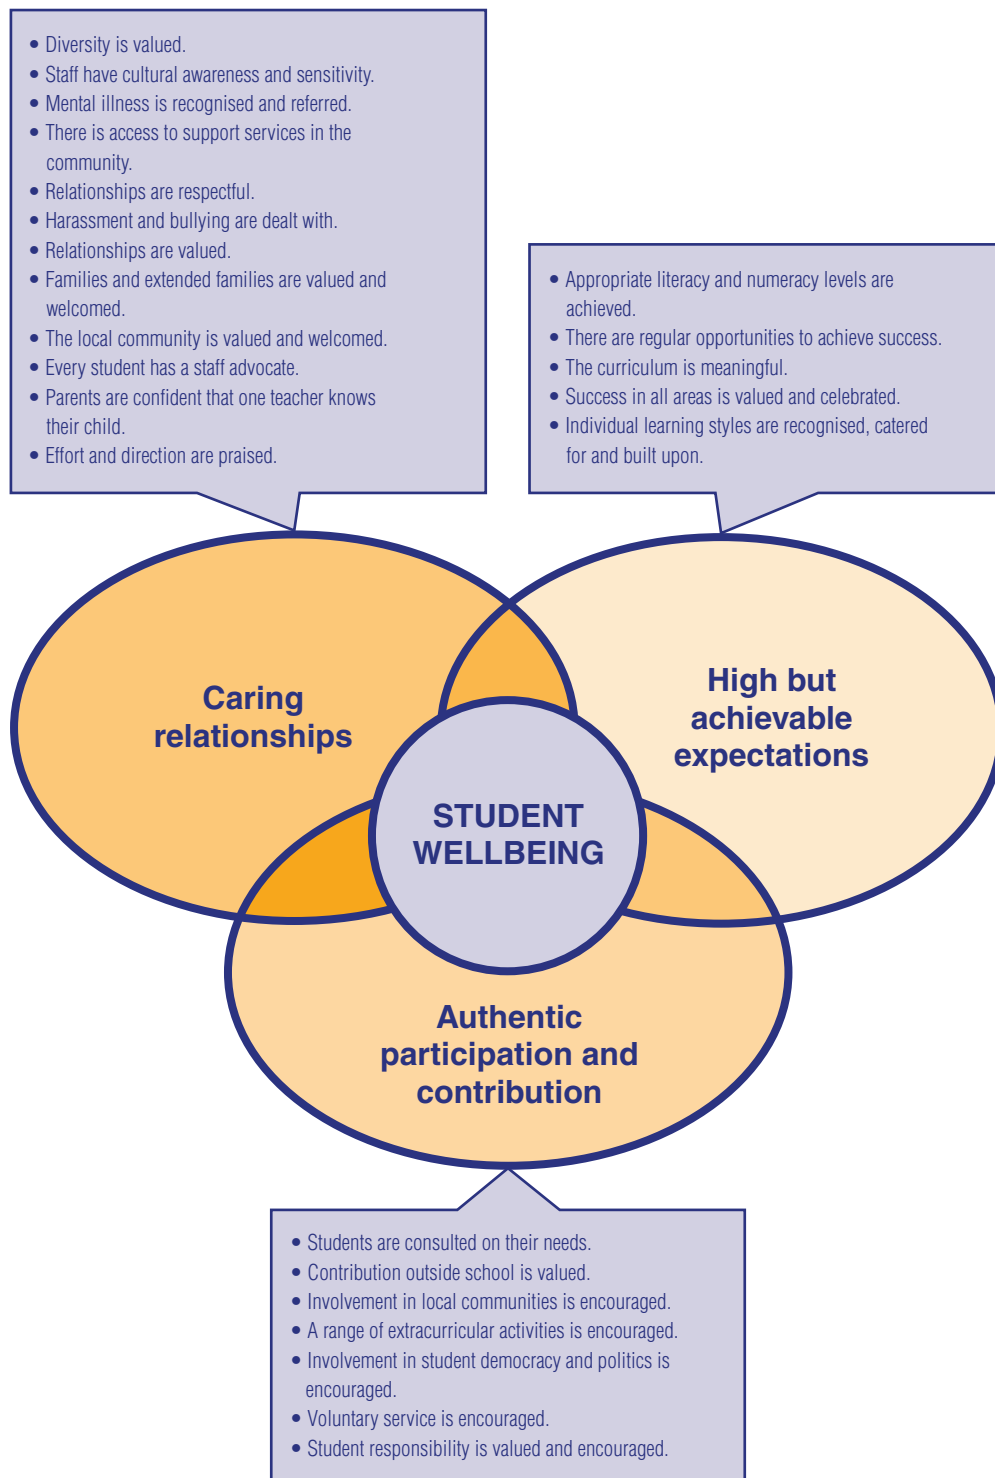 • Diversity is valued.
• Staff have cultural awareness and sensitivity.
• Mental illness is recognised and referred.
• There is access to support services in the
community.
• Relationships are respectful.
• Harassment and bullying are dealt with.
• Relationships are valued.
• Families and extended families are valued and
welcomed.
• The local community is valued and welcomed.
• Every student has a staff advocate.
• Parents are confident that one teacher knows
their child.
• Effort and direction are praised.
• Appropriate literacy and numeracy levels are
achieved.
• There are regular opportunities to achieve success.
• The curriculum is meaningful.
• Success in all areas is valued and celebrated.
• Individual learning styles are recognised, catered
for and built upon.
Caring
relationships
High but
achievable
expectations
STUDENT
WELLBEING
Authentic
participation and
contribution
• Students are consulted on their needs.
• Contribution outside school is valued.
• Involvement in local communities is encouraged.
• A range of extracurricular activities is encouraged.
• Involvement in student democracy and politics is
encouraged.
• Voluntary service is encouraged.
• Student responsibility is valued and encouraged.